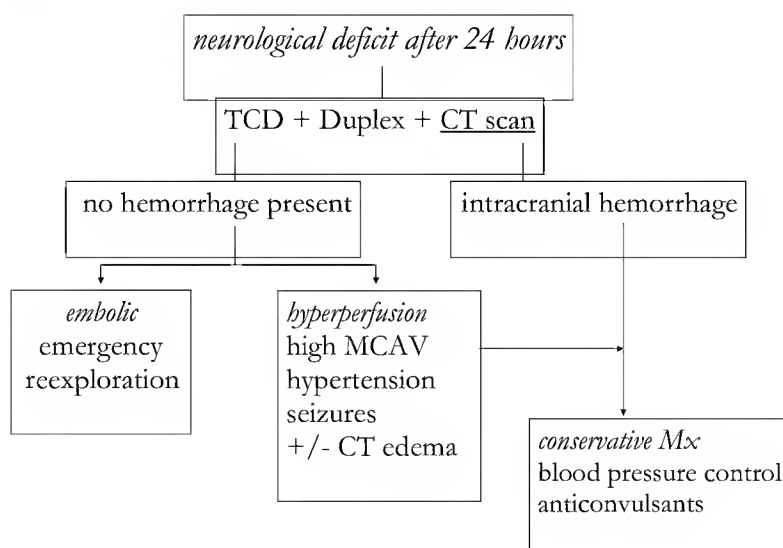 neurological deficit after 24 hours
TCD + Duplex + CT scan
no hemorrhage present
intracranial hemorrhage
embolic
emergency
reexploration
hyperperfusion
high MCAV
hypertension
seizures
+/- CT edema
conservative Mx
blood pressure control
anticonvulsants